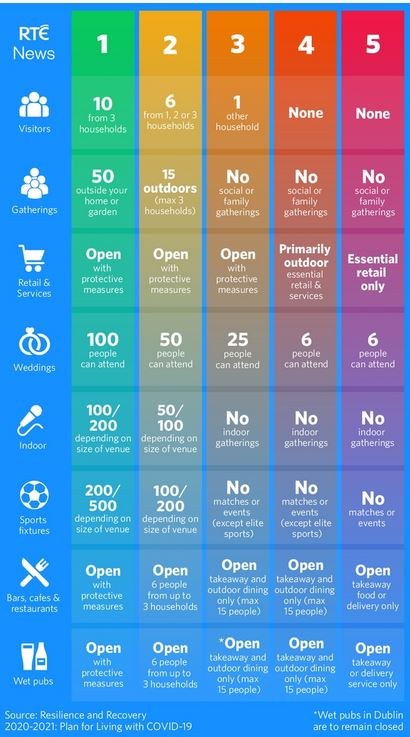 RTÉ
News
1
2
3
4
5
Visitors
10
from 3
households
6
from 1, 2 or 3
households
1
other
household
None
None
Gatherings
50
outside your
home or
garden
15
outdoors
(max 3
households)
No
social or
family
gatherings
No
social or
family
gatherings
No
social or
family
gatherings
Retail &
Services
Open
with
protective
measures
Open
with
protective
measures
Open
with
protective
measures
Primarily
outdoor
essential
retail &
services
Essential
retail
only
Weddings
100
people
can attend
50
people
can attend
25
people
can attend
6
people
can attend
6
people
can attend
Indoor
100/
200
depending on
size of venue
50/
100
depending on
size of venue
No
indoor
gatherings
No
indoor
gatherings
No
indoor
gatherings
Sports
fixtures
200/
500
depending on
size of venue
100/
200
depending on
size of venue
No
matches or
events
(except elite
sports)
No
matches or
events
(except elite
sports)
No
matches or
events
Bars, cafes &
restaurants
Open
with
protective
measures
Open
6 people
from up to
3 households
Open
takeaway and
outdoor dining
only (max
15 people)
Open
takeaway and
outdoor dining
only (max
15 people)
Open
takeaway
food or
delivery only
Wet pubs
Open
with
protective
measures
Open
6 people
from up to
3 households
*Open
takeaway and
outdoor dining
only (max
15 people)
Open
takeaway and
outdoor dining
only (max
15 people)
Open
takeaway
or delivery
service only
Source: Resilience and Recovery
2020-2021: Plan for Living with COVID-19
*Wet pubs in Dublin
are to remain closed